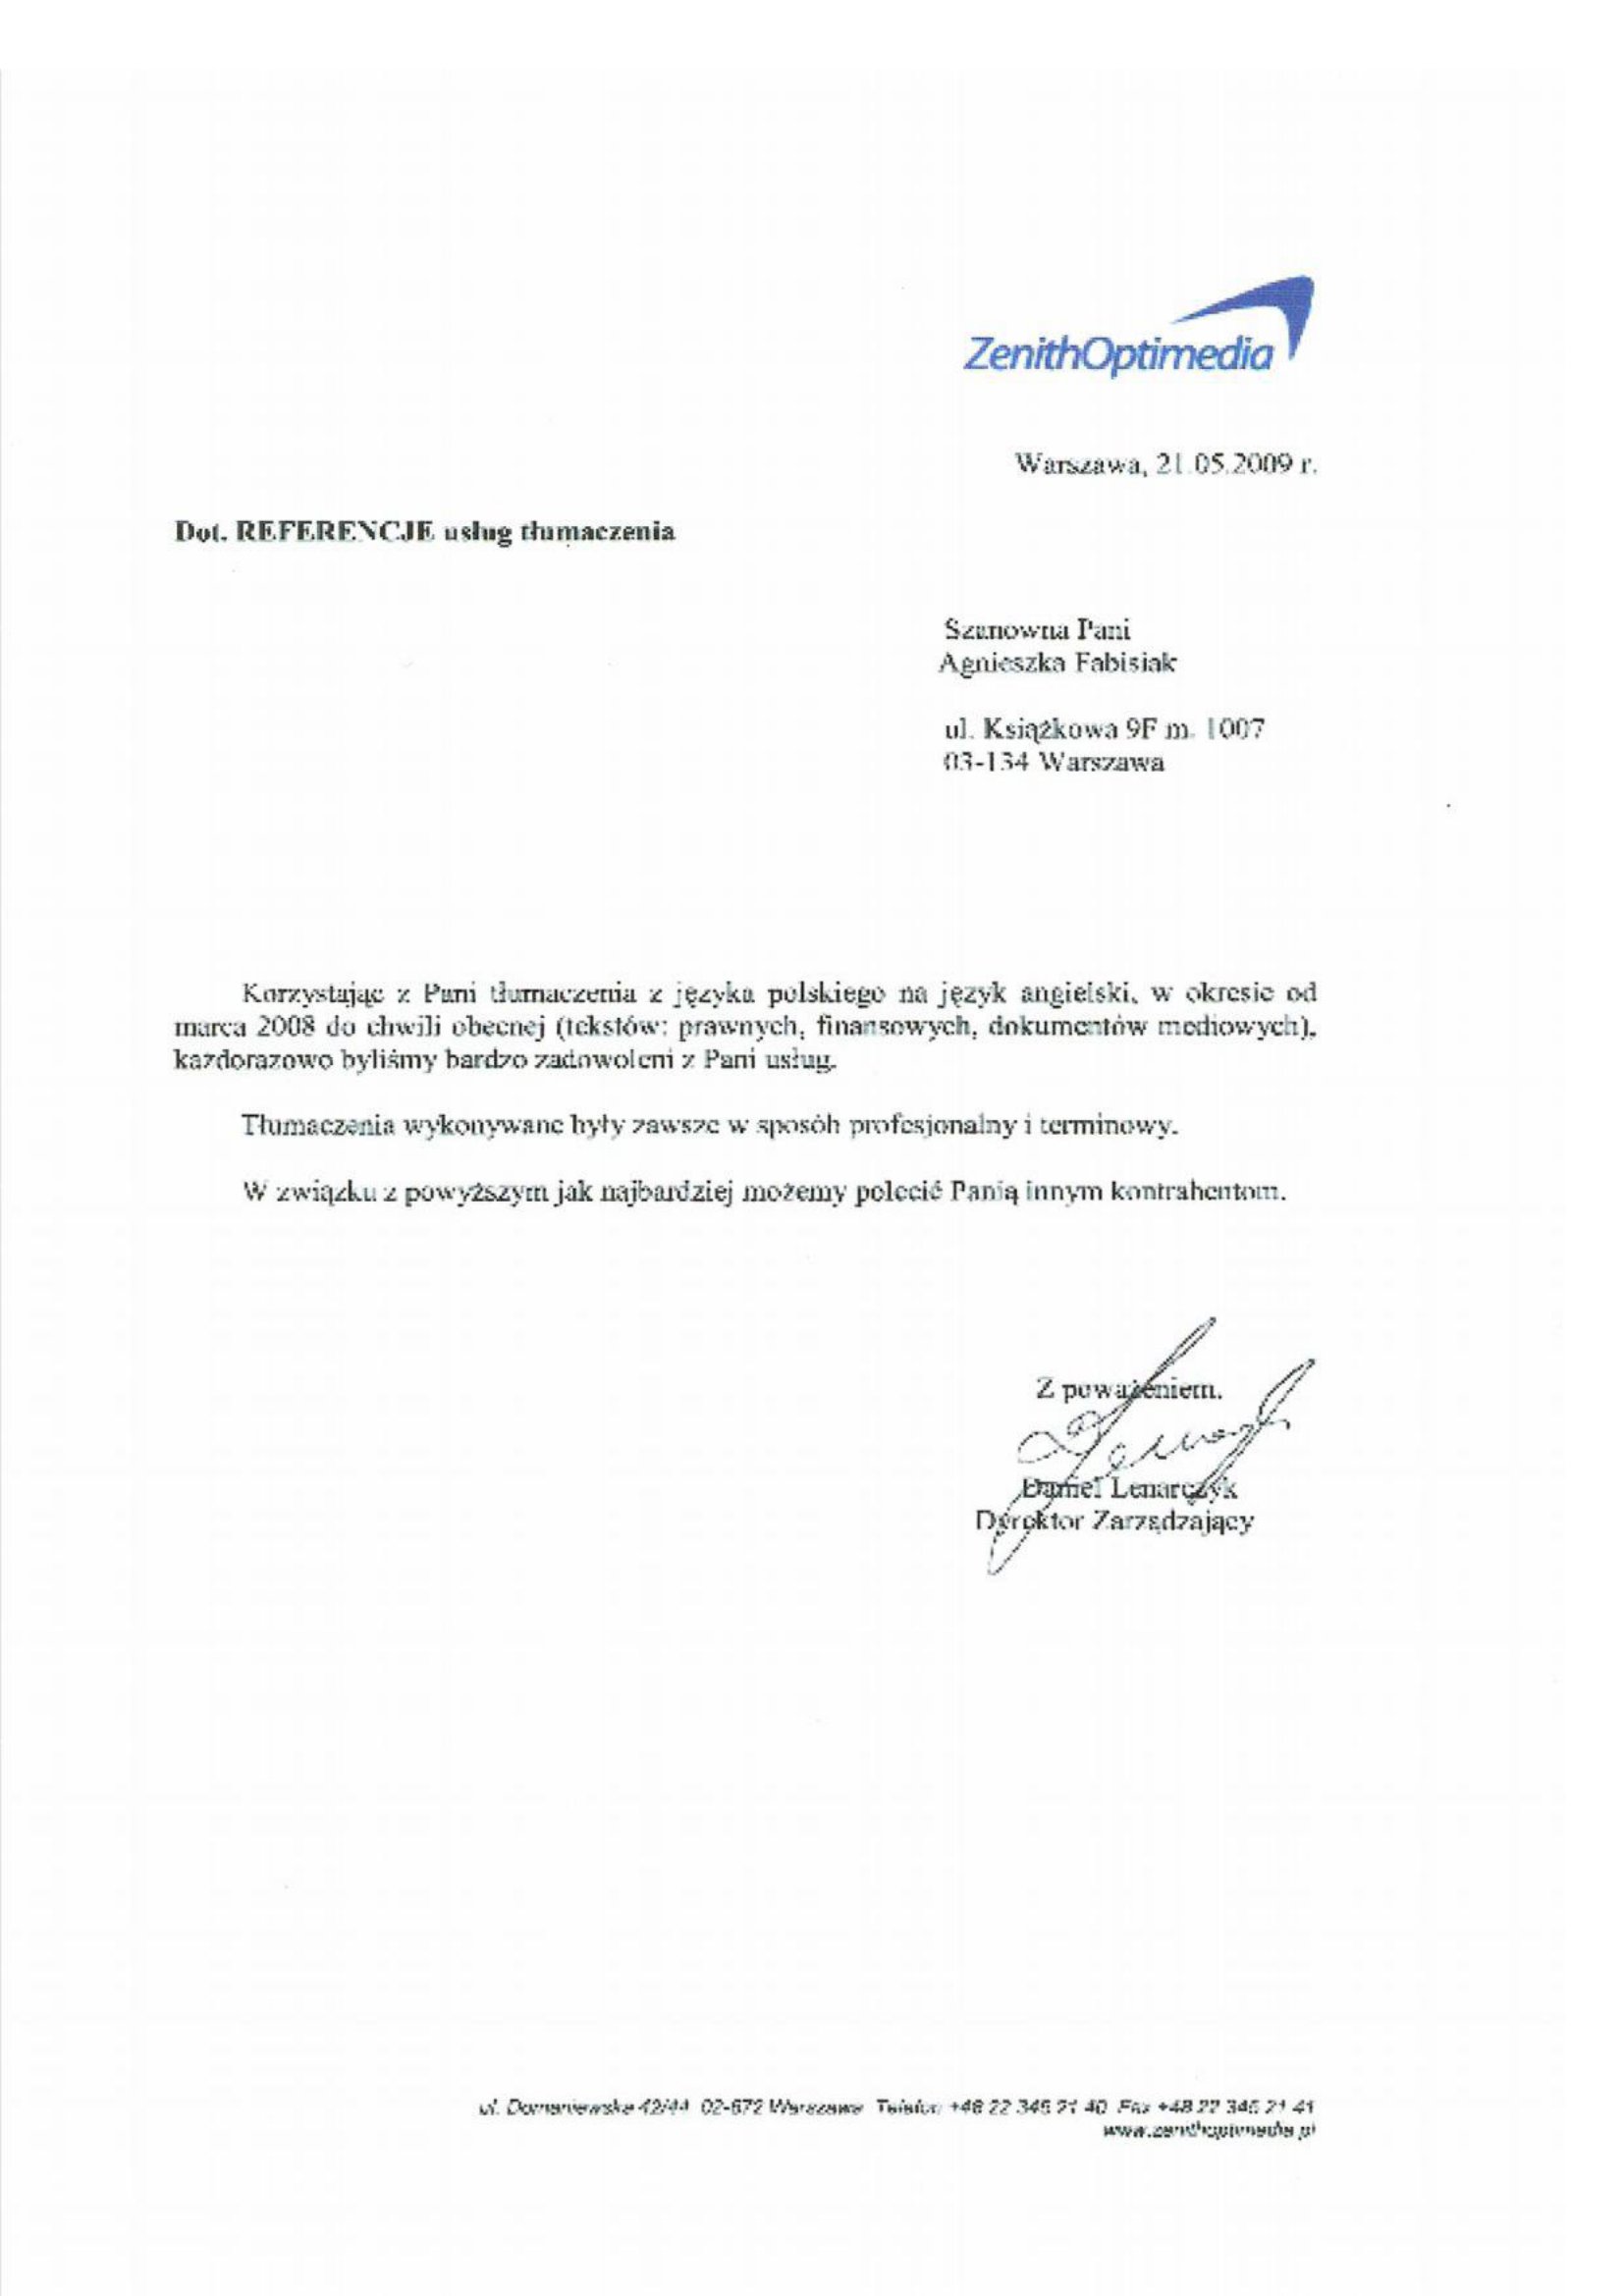 ZenithOptimedia
Warszawa, 21.05.2009 r.
Dot. REFERENCJE usług tłumaczenia
Szanowna Pani
Agnieszka Fabisiak
ul. Książkowa 9F m. 1007
03-134 Warszawa
Korzystając z Pani tłumaczenia z języka polskiego na język angielski, w okresie od
marca 2008 do chwili obecnej (tekstów: prawnych, finansowych, dokumentów mediowych),
każdorazowo byliśmy bardzo zadowoleni z Pani usług.
Tłumaczenia wykonywane były zawsze w sposób profesjonalny i terminowy.
W związku z powyższym jak najbardziej możemy polecić Panią innym kontrahentom.
Z poważeniem,
Daniel Lenarczyk
Dyrektor Zarządzający
ul. Domaniewska 42/44 02-672 Warszawa Telefon +48 22 345 21 40 Fax +48 22 345 21 41
www.zenithoptimedia.pl